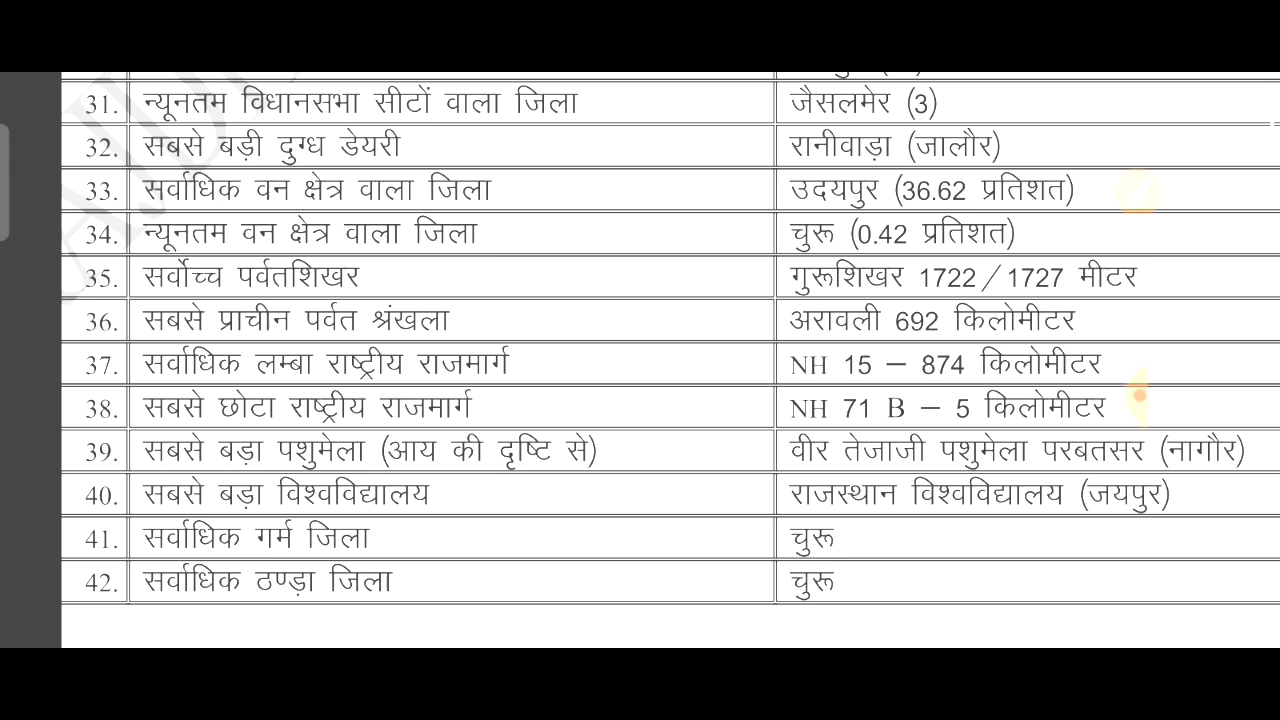 31. न्यूनतम विधानसभा सीटों वाला जिला जैसलमेर (3)
32. सबसे बड़ी दुग्ध डेयरी रानीवाड़ा (जालौर)
33. सर्वाधिक वन क्षेत्र वाला जिला उदयपुर (36.62 प्रतिशत)
34. न्यूनतम वन क्षेत्र वाला जिला चुरू (0.42 प्रतिशत)
35. सर्वोच्च पर्वतशिखर गुरूशिखर 1722/1727 मीटर
36. सबसे प्राचीन पर्वत श्रंखला अरावली 692 किलोमीटर
37. सर्वाधिक लम्बा राष्ट्रीय राजमार्ग NH 15 – 874 किलोमीटर
38. सबसे छोटा राष्ट्रीय राजमार्ग NH 71 B – 5 किलोमीटर
39. सबसे बड़ा पशुमेला (आय की दृष्टि से) वीर तेजाजी पशुमेला परबतसर (नागौर)
40. सबसे बड़ा विश्वविद्यालय राजस्थान विश्वविद्यालय (जयपुर)
41. सर्वाधिक गर्म जिला चुरू
42. सर्वाधिक ठण्ड़ा जिला चुरू